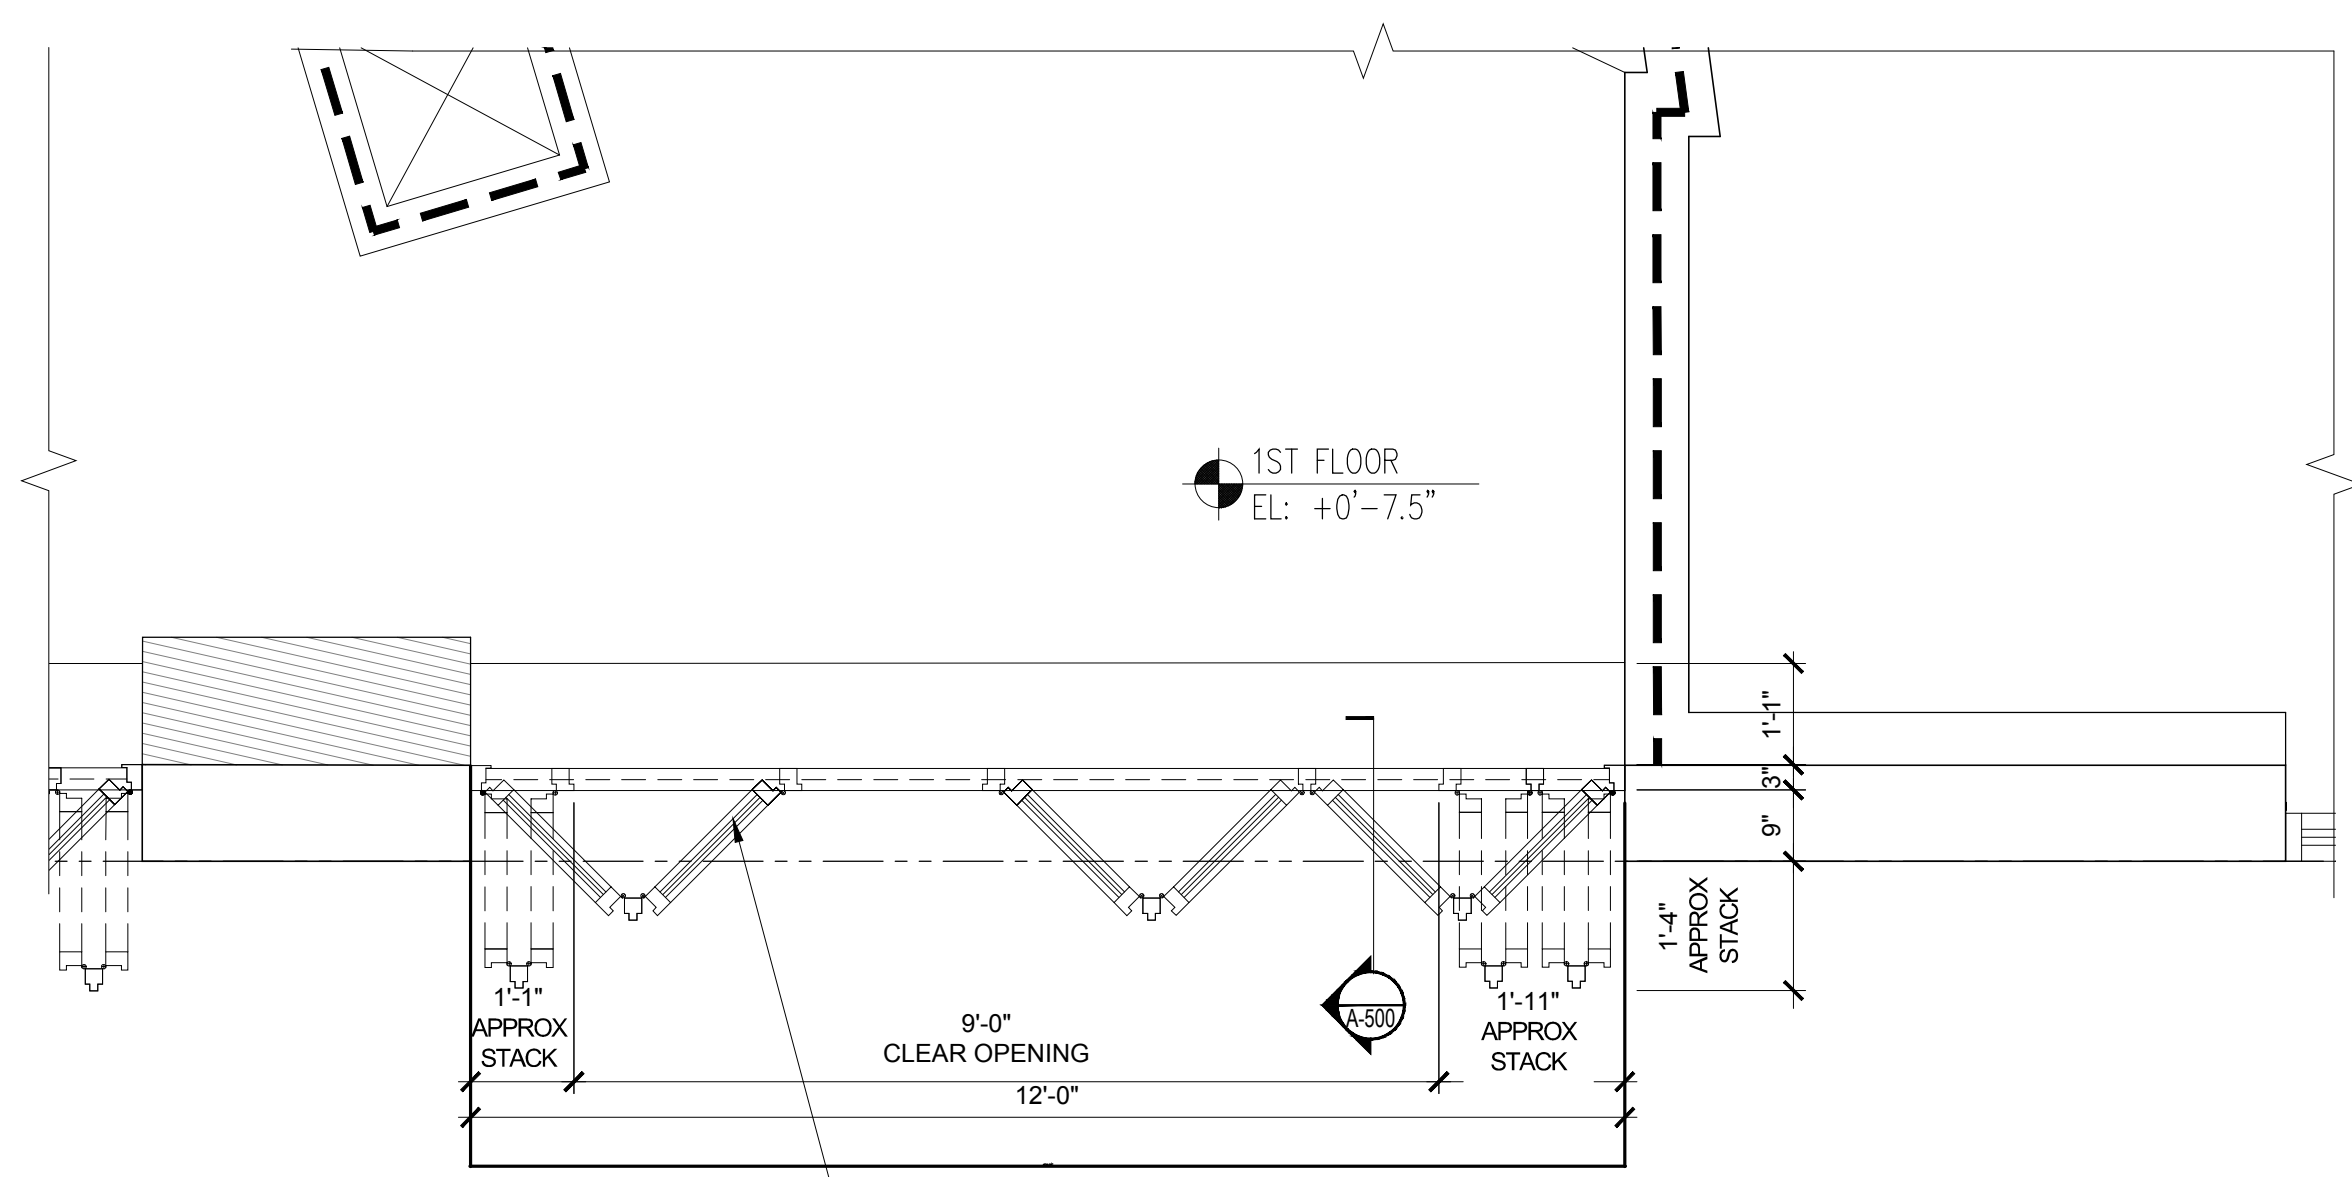 1ST FLOOR
EL: +0'-7.5"
1'-1"
3"
9"
1'-4"
APPROX
STACK
1'-1"
APPROX
STACK
9'-0"
CLEAR OPENING
A-500
1'-11"
APPROX
STACK
12'-0"